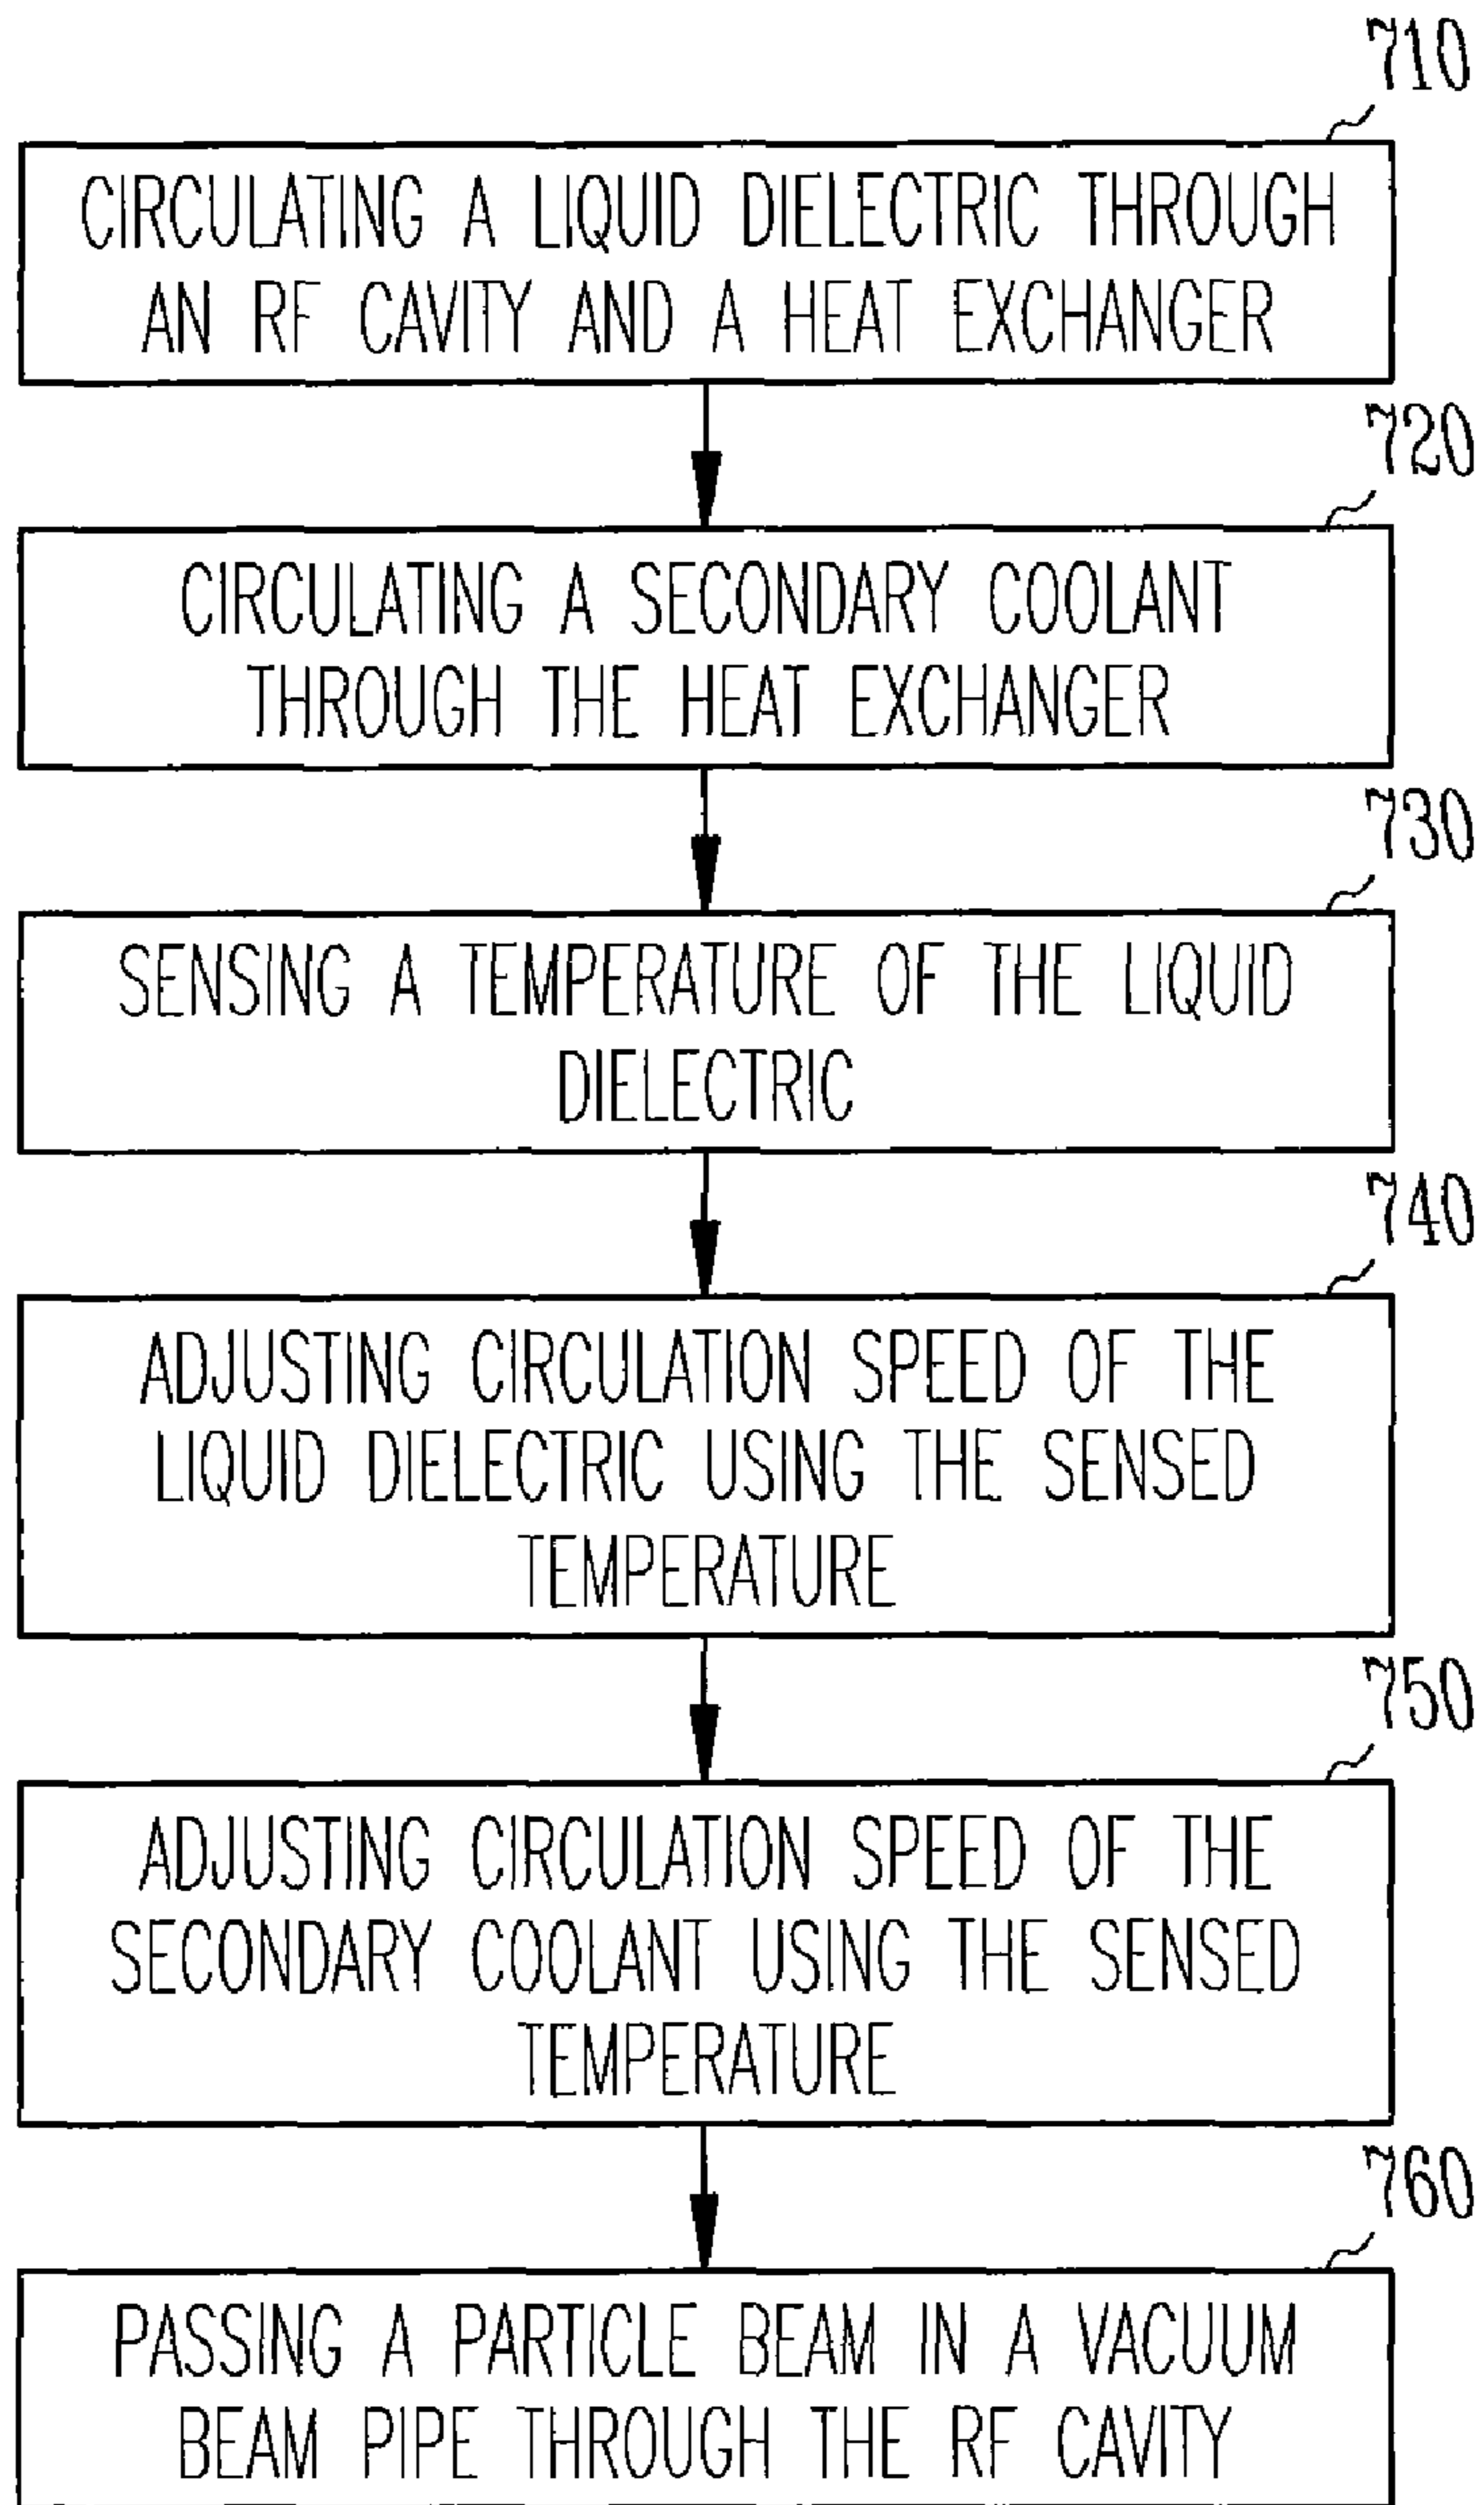 710
CIRCULATING A LIQUID DIELECTRIC THROUGH
AN RF CAVITY AND A HEAT EXCHANGER
720
CIRCULATING A SECONDARY COOLANT
THROUGH THE HEAT EXCHANGER
730
SENSING A TEMPERATURE OF THE LIQUID
DIELECTRIC
740
ADJUSTING CIRCULATION SPEED OF THE
LIQUID DIELECTRIC USING THE SENSED
TEMPERATURE
750
ADJUSTING CIRCULATION SPEED OF THE
SECONDARY COOLANT USING THE SENSED
TEMPERATURE
760
PASSING A PARTICLE BEAM IN A VACUUM
BEAM PIPE THROUGH THE RF CAVITY